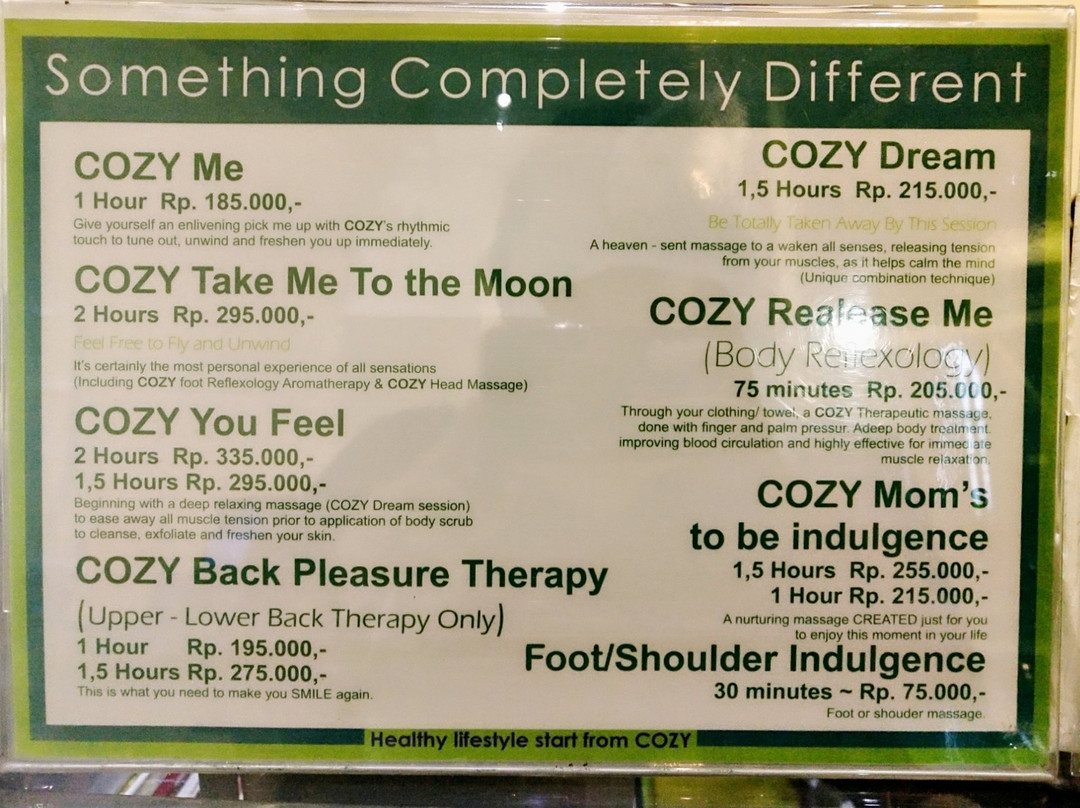 Something Completely Different
COZY Me
1 Hour Rp. 185.000,-
Give yourself an enlivening pick me up with COZY's rhythmic
touch to tune out, unwind and freshen you up immediately.
COZY Take Me To the Moon
2 Hours Rp. 295.000,-
Feel Free to Fly and Unwind
It's certainly the most personal experience of all sensations
(Including COZY foot Reflexology Aromatherapy & COZY Head Massage)
COZY You Feel
2 Hours Rp. 335.000,-
1,5 Hours Rp. 295.000,-
Beginning with a deep relaxing massage (COZY Dream session)
to ease away all muscle tension prior to application of body scrub
to cleanse, exfoliate and freshen your skin.
COZY Back Pleasure Therapy
(Upper - Lower Back Therapy Only)
1 Hour Rp. 195.000,-
1,5 Hours Rp. 275.000,-
This is what you need to make you SMILE again.
COZY Dream
1,5 Hours Rp. 215.000,-
Be Totally Taken Away By This Session
A heaven - sent massage to a waken all senses, releasing tension
from your muscles, as it helps calm the mind
(Unique combination technique)
COZY Realease Me
(Body Reflexology)
75 minutes Rp. 205.000,-
Through your clothing/ towel, a COZY Therapeutic massage,
done with finger and palm pressur. Adeep body treatment.
improving blood circulation and highly effective for immediate
muscle relaxation.
COZY Mom's
to be indulgence
1,5 Hours Rp. 255.000,-
1 Hour Rp. 215.000,-
A nurturing massage CREATED just for you
to enjoy this moment in your life
Foot/Shoulder Indulgence
30 minutes ~ Rp. 75.000,-
Foot or shouder massage.
Healthy lifestyle start from COZY